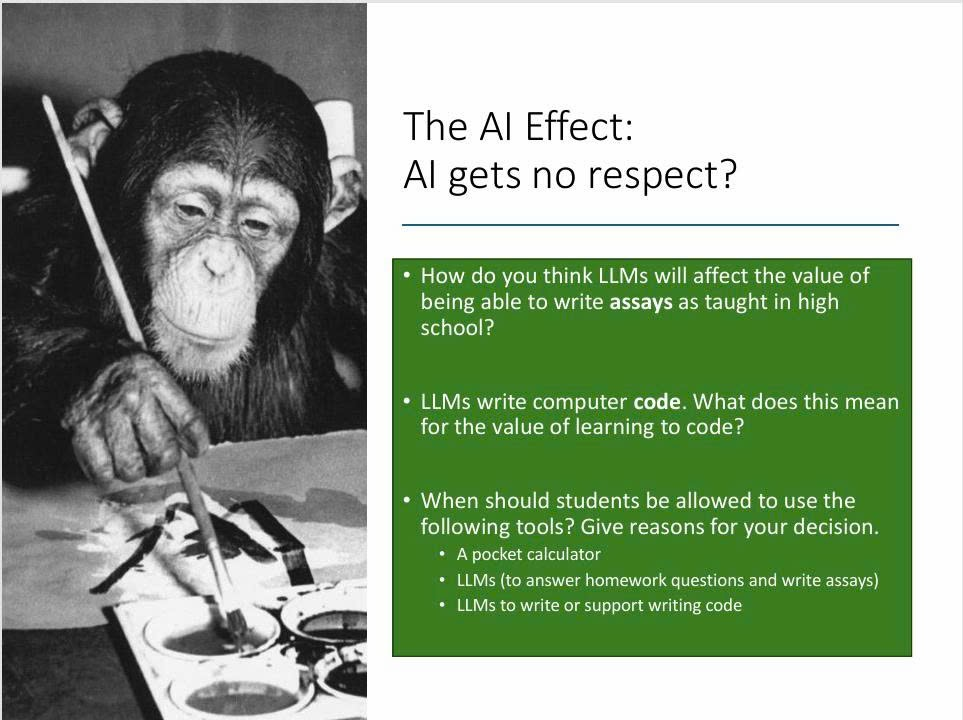 The AI Effect:
AI gets no respect?
• How do you think LLMs will affect the value of
being able to write assays as taught in high
school?
• LLMs write computer code. What does this mean
for the value of learning to code?
• When should students be allowed to use the
following tools? Give reasons for your decision.
• A pocket calculator
• LLMs (to answer homework questions and write assays)
• LLMs to write or support writing code